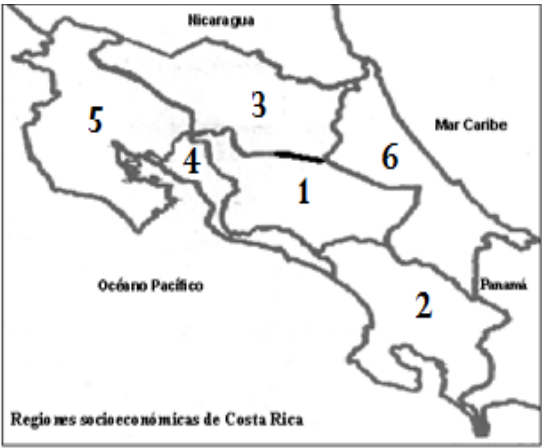 Nicaragua
3
5
Mar Caribe
4
6
1
Océano Pacífico
Panamá
2
Regiones socioeconómicas de Costa Rica